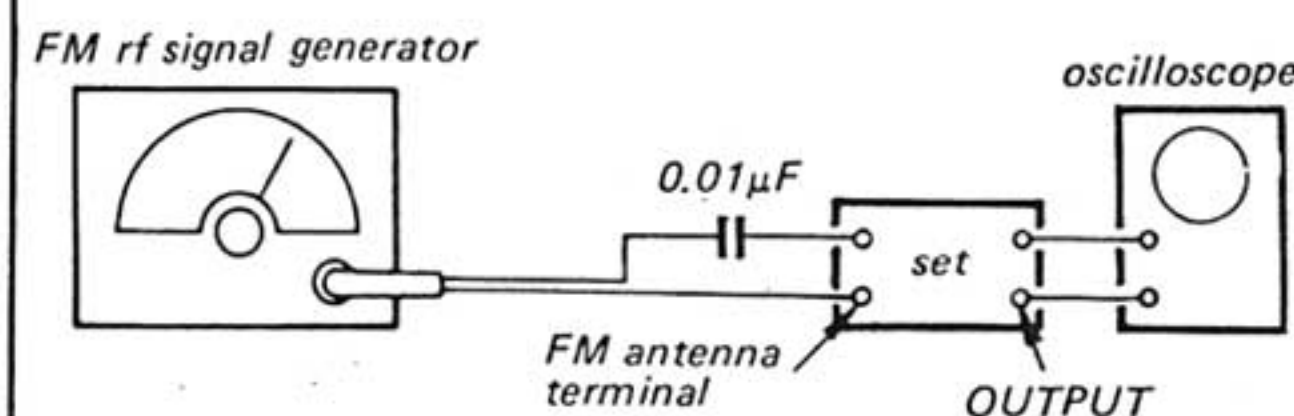 FM rf signal generator
oscilloscope
0.01µF
set
FM antenna
terminal
OUTPUT